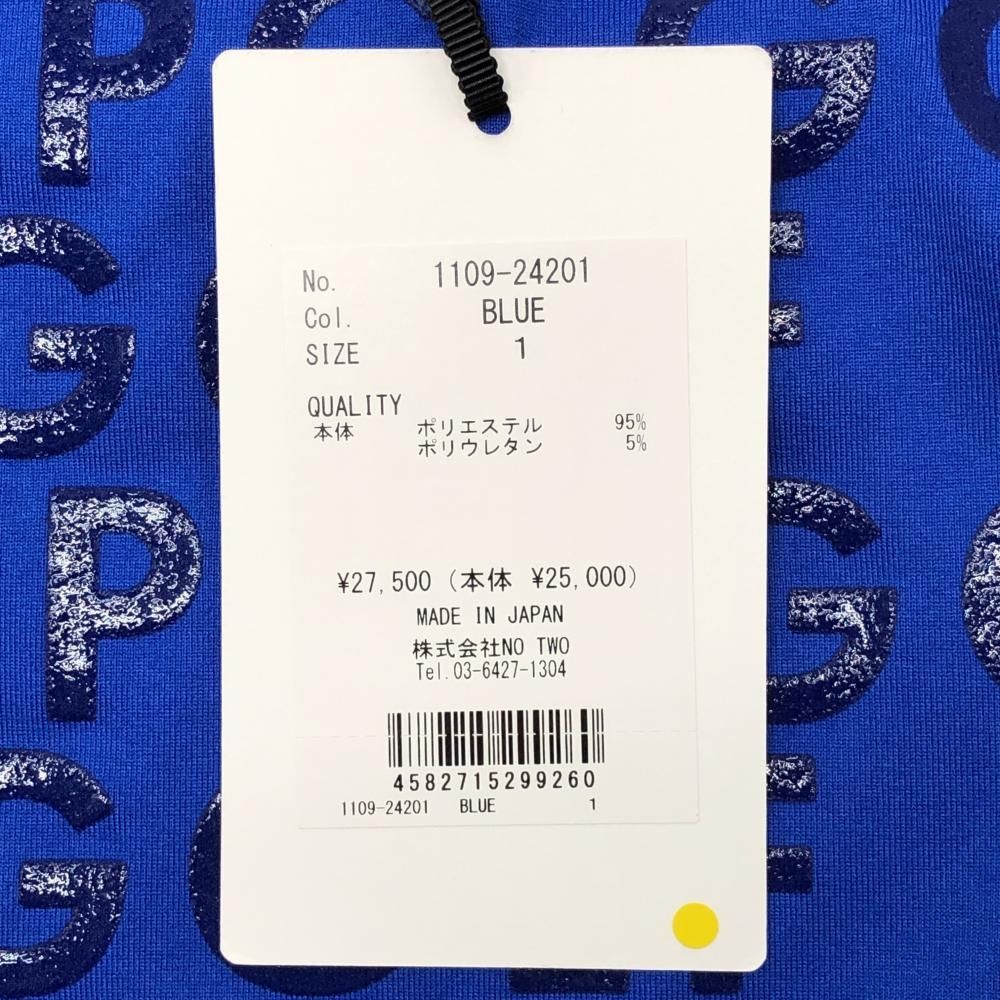 No. 1109-24201
Col. BLUE
SIZE 1
QUALITY
本体 ポリエステル 95%
ポリウレタン 5%
¥27,500 (本体 ¥25,000)
MADE IN JAPAN
株式会社NO TWO
Tel.03-6427-1304
4582715299260
1109-24201 BLUE 1
P G
G
P G
G